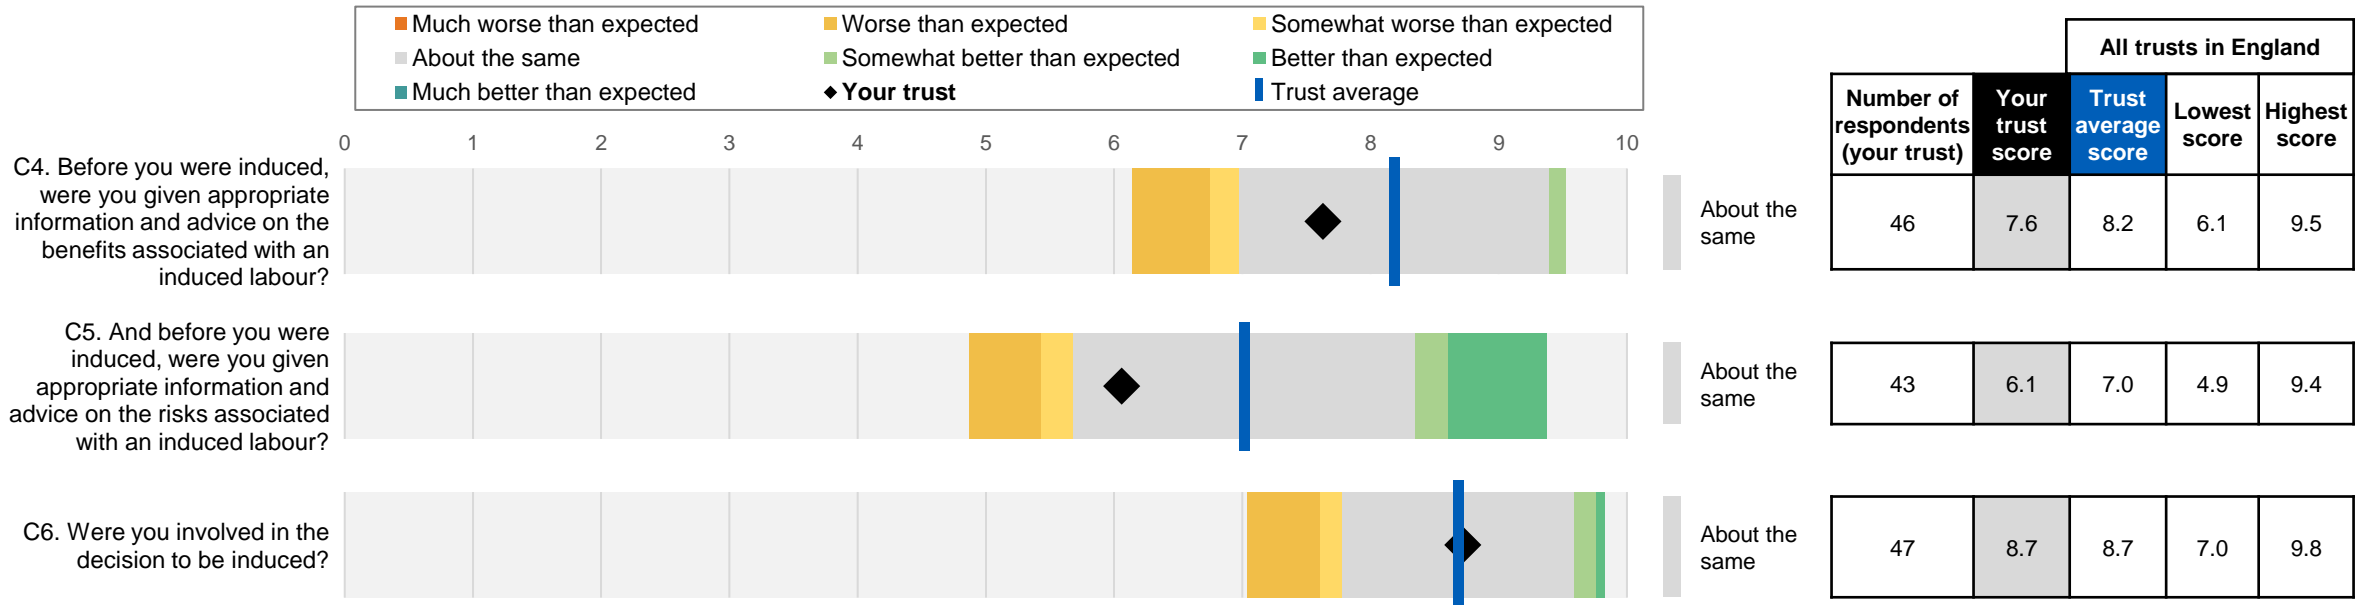 Much worse than expected
Worse than expected
Somewhat worse than expected
About the same
Somewhat better than expected
Better than expected
Much better than expected
Your trust
Trust average
All trusts in England
Number of
respondents
(your trust)
Your
trust
score
Trust
average
score
Lowest
score
Highest
score
0 1 2 3 4 5 6 7 8 9 10
C4. Before you were induced,
were you given appropriate
information and advice on the
benefits associated with an
induced labour?
About the
same
46 7.6 8.2 6.1 9.5
C5. And before you were
induced, were you given
appropriate information and
advice on the risks associated
with an induced labour?
About the
same
43 6.1 7.0 4.9 9.4
C6. Were you involved in the
decision to be induced?
About the
same
47 8.7 8.7 7.0 9.8